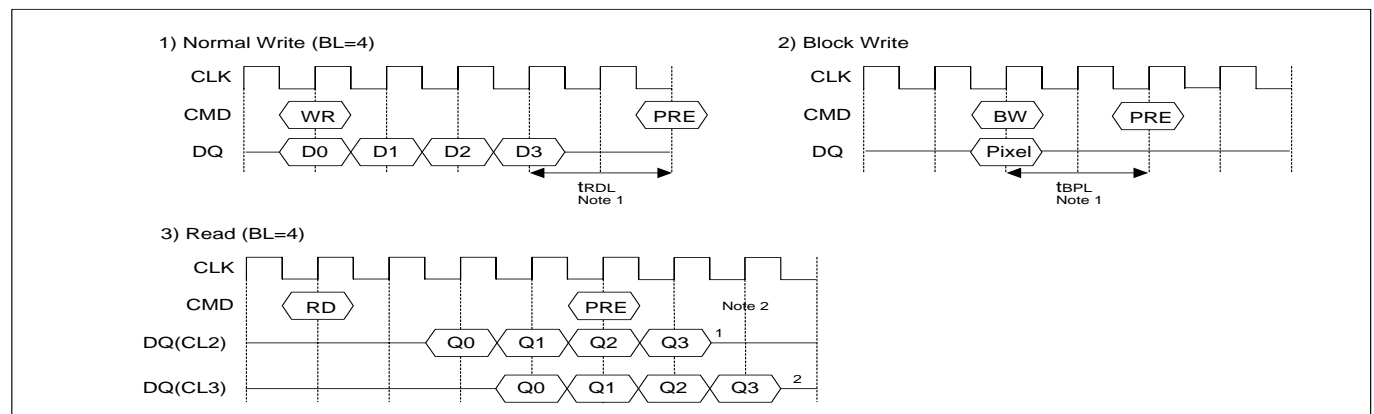 1) Normal Write (BL=4)
CLK
CMD WR PRE
DQ D0 D1 D2 D3
tRDL
Note 1
2) Block Write
CLK
CMD BW PRE
DQ Pixel
tBPL
Note 1
3) Read (BL=4)
CLK
CMD RD PRE Note 2
DQ(CL2) Q0 Q1 Q2 Q3 1
DQ(CL3) Q0 Q1 Q2 Q3 2